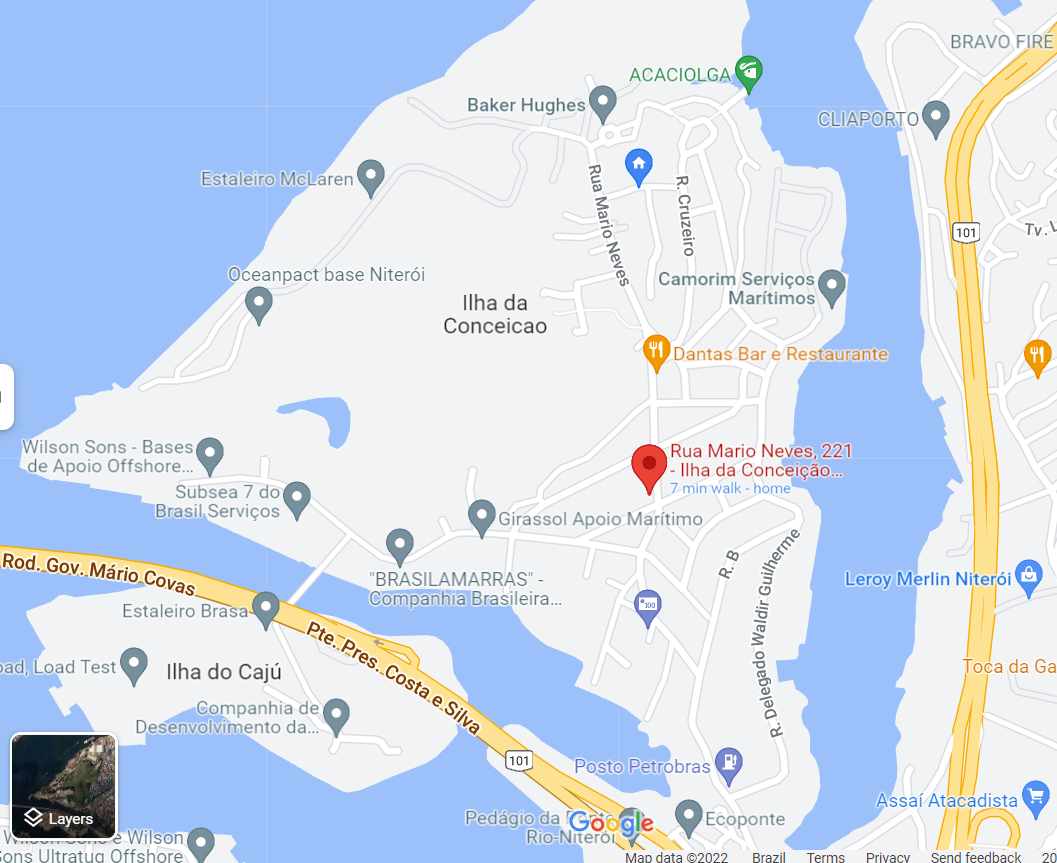 BRAVO FIRE
ACACIOLGA
Baker Hughes
CLIAPORTO
Estaleiro McLaren
Rua Mario Neves
R. Cruzeiro
101
Oceanpact base Niterói
Camorim Serviços
Marítimos
Ilha da
Conceicao
Dantas Bar e Restaurante
Wilson Sons - Bases
de Apoio Offshore...
Rua Mario Neves, 221
- Ilha da Conceição...
7 min walk - home
Subsea 7 do
Brasil Serviços
Girassol Apoio Marítimo
Rod. Gov. Mário Covas
"BRASILAMARRAS" -
Companhia Brasileira...
R. B
R. Delegado Waldir Guilherme
Leroy Merlin Niterói
Estaleiro Brasa
100
Pte. Pres. Costa e Silva
oad, Load Test
Ilha do Cajú
Toca da Ga
Companhia de
Desenvolvimento da...
101
Posto Petrobras
Layers
Assaí Atacadista
Pedágio da
Rio-Niterói
Google
Ecoponte
Wilson Sons e Wilson
Sons Ultratug Offshore
Map data ©2022 Brazil Terms Privacy Send feedback 20